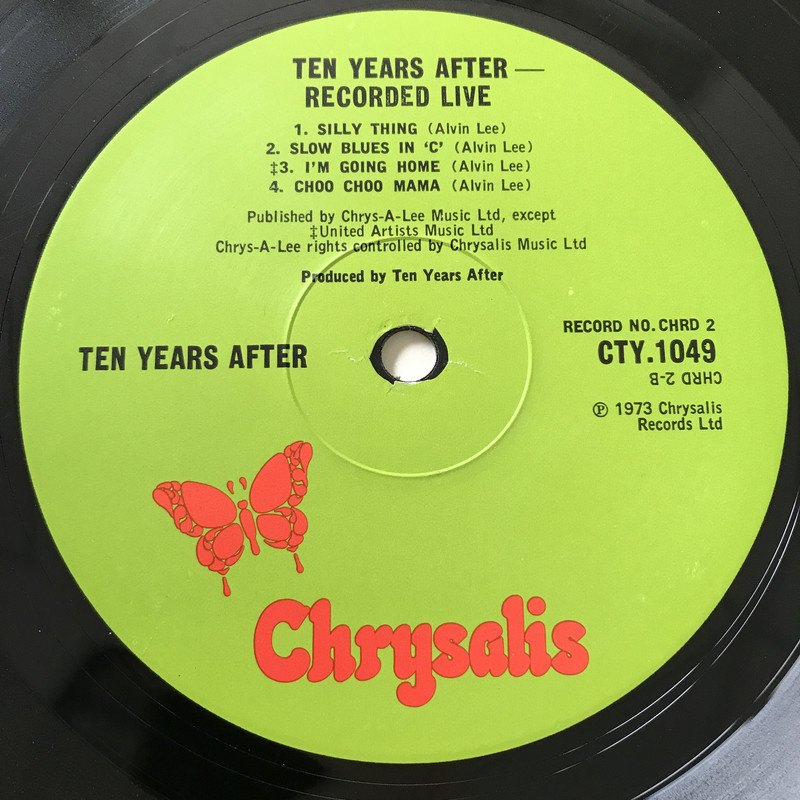 TEN YEARS AFTER —
RECORDED LIVE
1. SILLY THING (Alvin Lee)
2. SLOW BLUES IN ‘C’ (Alvin Lee)
‡3. I’M GOING HOME (Alvin Lee)
4. CHOO CHOO MAMA (Alvin Lee)
Published by Chrys-A-Lee Music Ltd, except
‡United Artists Music Ltd
Chrys-A-Lee rights controlled by Chrysalis Music Ltd
Produced by Ten Years After
TEN YEARS AFTER
RECORD NO. CHRD 2
CTY.1049
CHRD 2-B
℗ 1973 Chrysalis
Records Ltd
Chrysalis